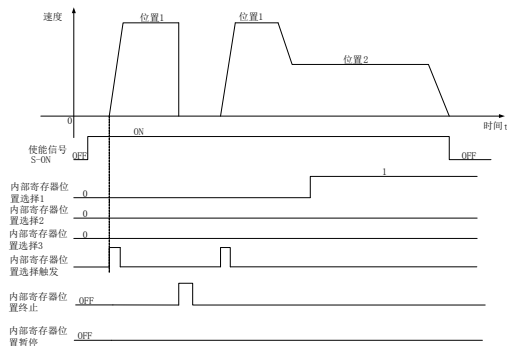 速度
位置1
位置1
位置2
0
时间t
ON
使能信号
S-ON
OFF
OFF
1
内部寄存器位
置选择1
0
内部寄存器位
置选择2
0
内部寄存器位
置选择3
0
内部寄存器位
置选择触发
内部寄存器位
置终止
OFF
内部寄存器位
置暂停
OFF